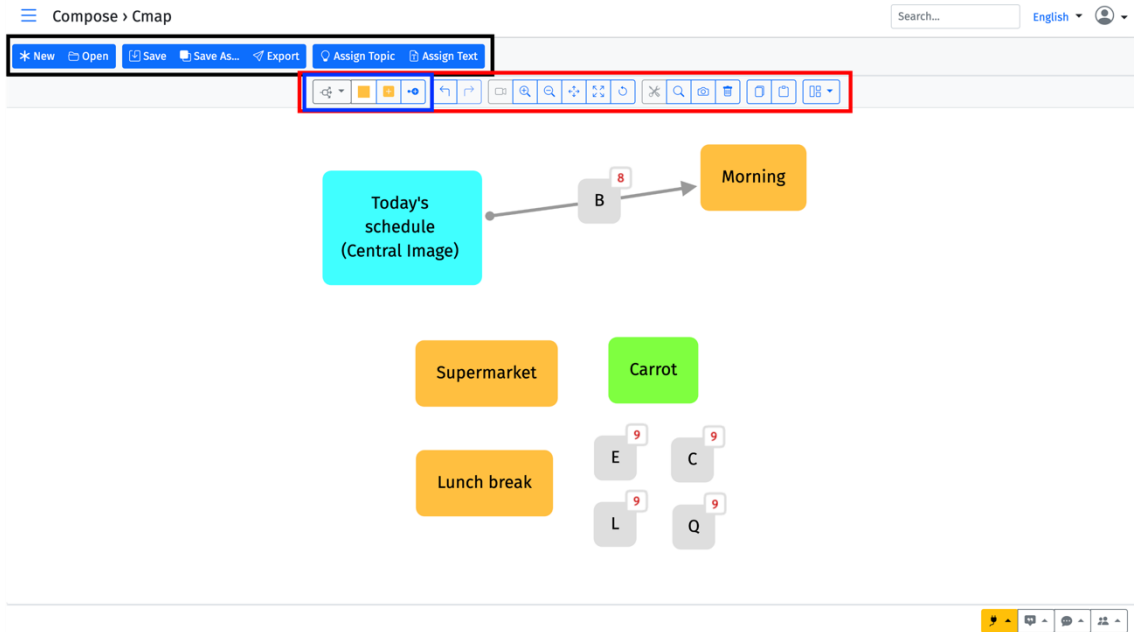 Compose › Cmap
Search...
English
New Open Save Save As... Export Assign Topic Assign Text
8
B
Morning
Today's
schedule
(Central Image)
Supermarket
Carrot
Lunch break
9 9
E C
9 9
L Q